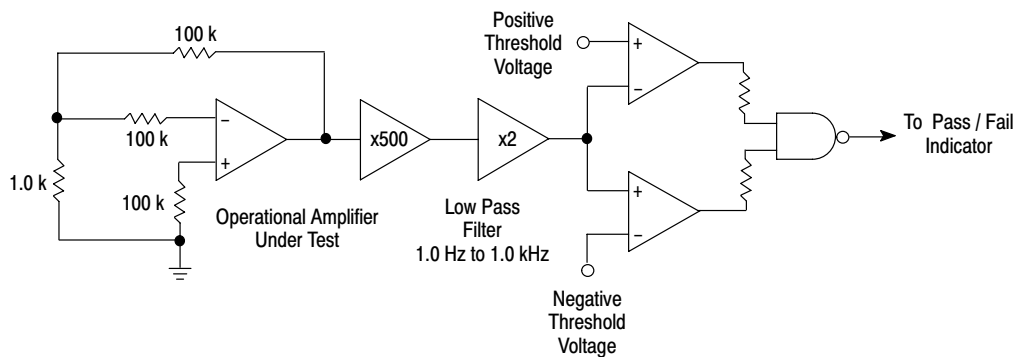 100 k
100 k
1.0 k
100 k
−
+
Operational Amplifier
Under Test
x500
x2
Low Pass
Filter
1.0 Hz to 1.0 kHz
Positive
Threshold
Voltage
+
−
+
−
Negative
Threshold
Voltage
To Pass / Fail
Indicator